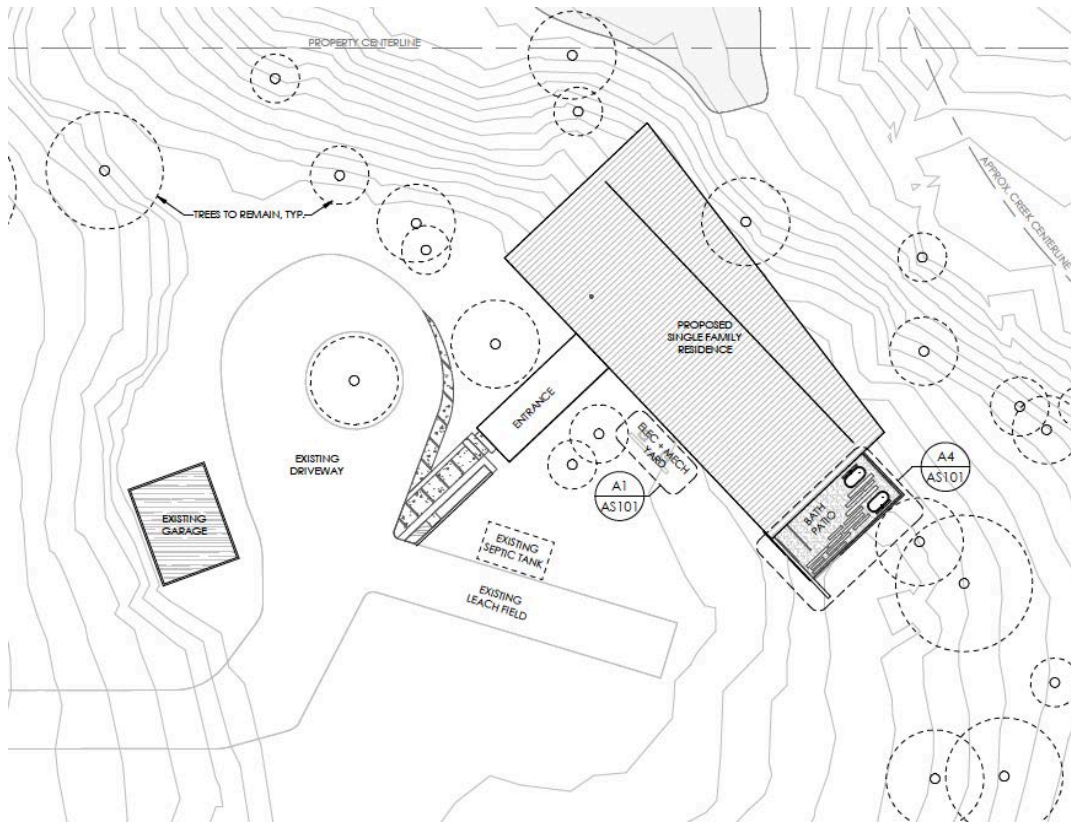 PROPERTY CENTERLINE
APPROX. CREEK CENTERLINE
TREES TO REMAIN, TYP.
PROPOSED
SINGLE FAMILY
RESIDENCE
ENTRANCE
ELEC + MECH
YARD
EXISTING
DRIVEWAY
A4
AS101
A1
AS101
BATH
PATIO
EXISTING
GARAGE
EXISTING
SEPTIC TANK
EXISTING
LEACH FIELD